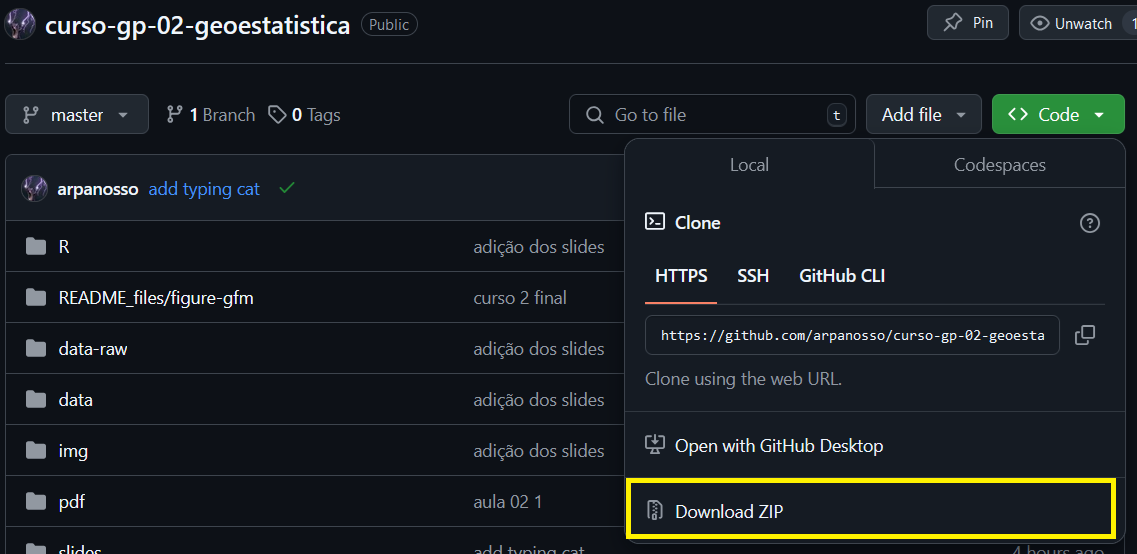 curso-gp-02-geoestatistica Public Pin Unwatch 1
master 1 Branch 0 Tags Go to file t Add file Code
Local Codespaces
arpanosso add typing cat
Clone
R adição dos slides
HTTPS SSH GitHub CLI
README_files/figure-gfm curso 2 final
https://github.com/arpanosso/curso-gp-02-geoesta
data-raw adição dos slides
Clone using the web URL.
data adição dos slides
img adição dos slides
Open with GitHub Desktop
pdf aula 02 1
Download ZIP
slides add typing cat 4 hours ago